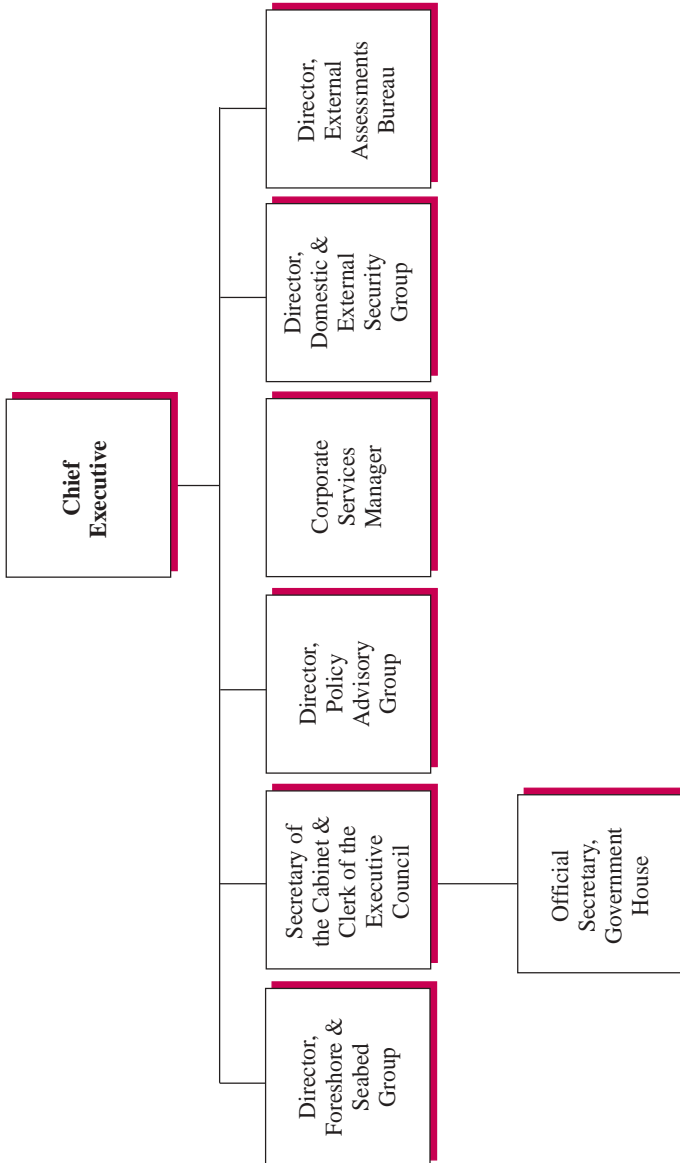 Chief
Executive
Director,
Foreshore &
Seabed
Group
Secretary of
the Cabinet &
Clerk of the
Executive
Council
Director,
Policy
Advisory
Group
Corporate
Services
Manager
Director,
Domestic &
External
Security
Group
Director,
External
Assessments
Bureau
Official
Secretary,
Government
House